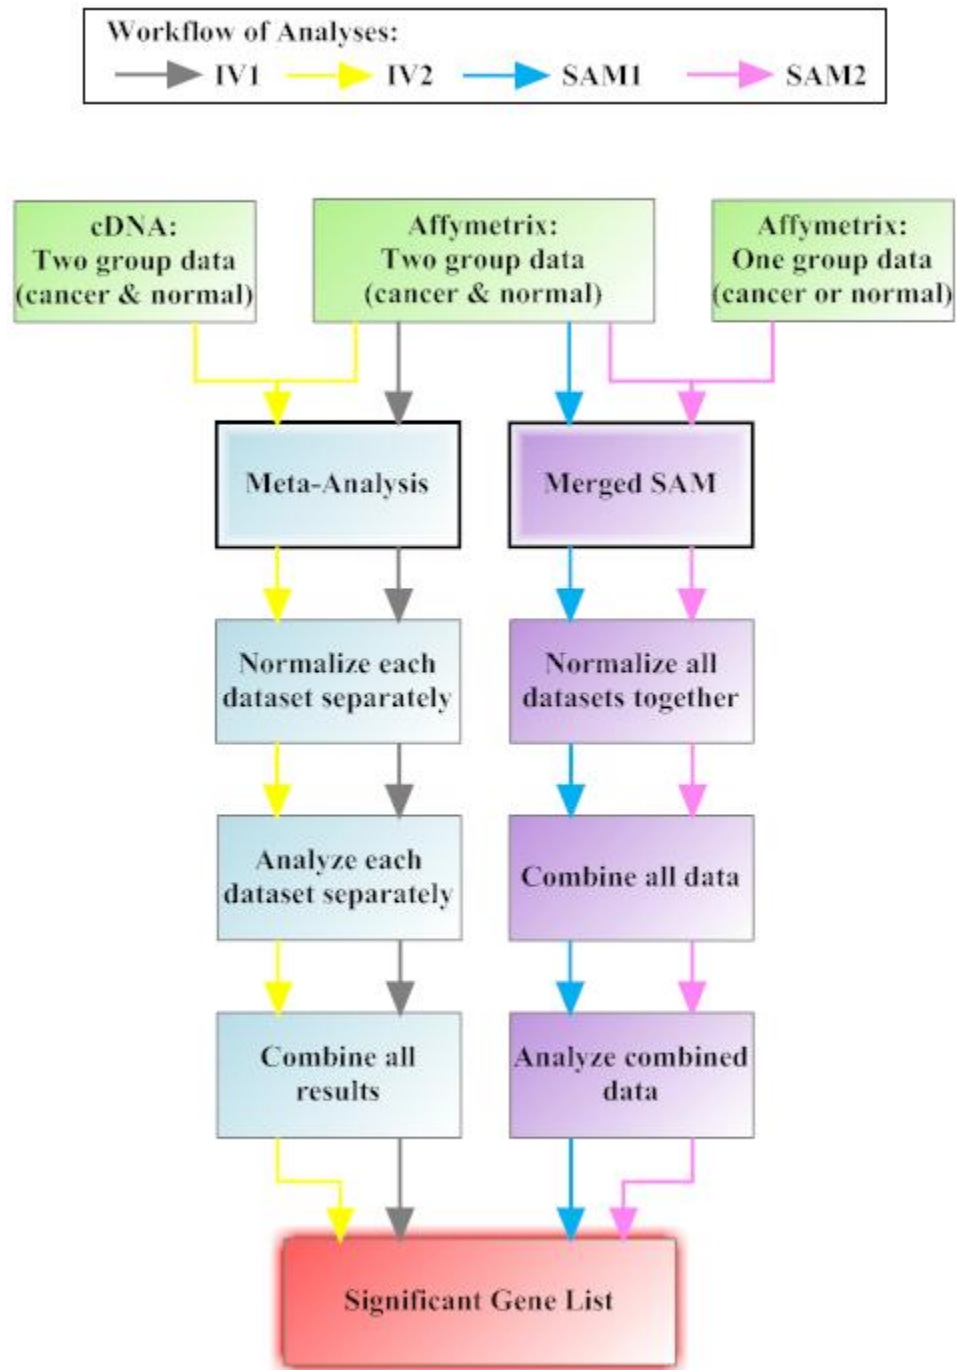 Workflow of Analyses:
IV1 IV2 SAM1 SAM2
cDNA:
Two group data
(cancer & normal)
Affymetrix:
Two group data
(cancer & normal)
Affymetrix:
One group data
(cancer or normal)
Meta-Analysis
Merged SAM
Normalize each
dataset separately
Normalize all
datasets together
Analyze each
dataset separately
Combine all data
Combine all
results
Analyze combined
data
Significant Gene List